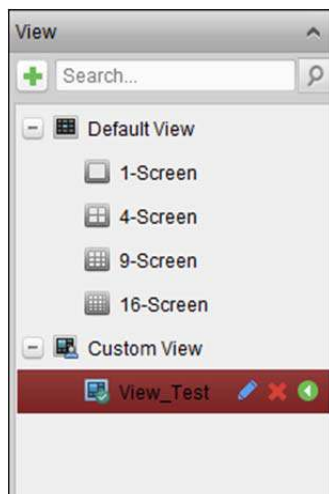 View
Search...
Default View
1-Screen
4-Screen
9-Screen
16-Screen
Custom View
View_Test